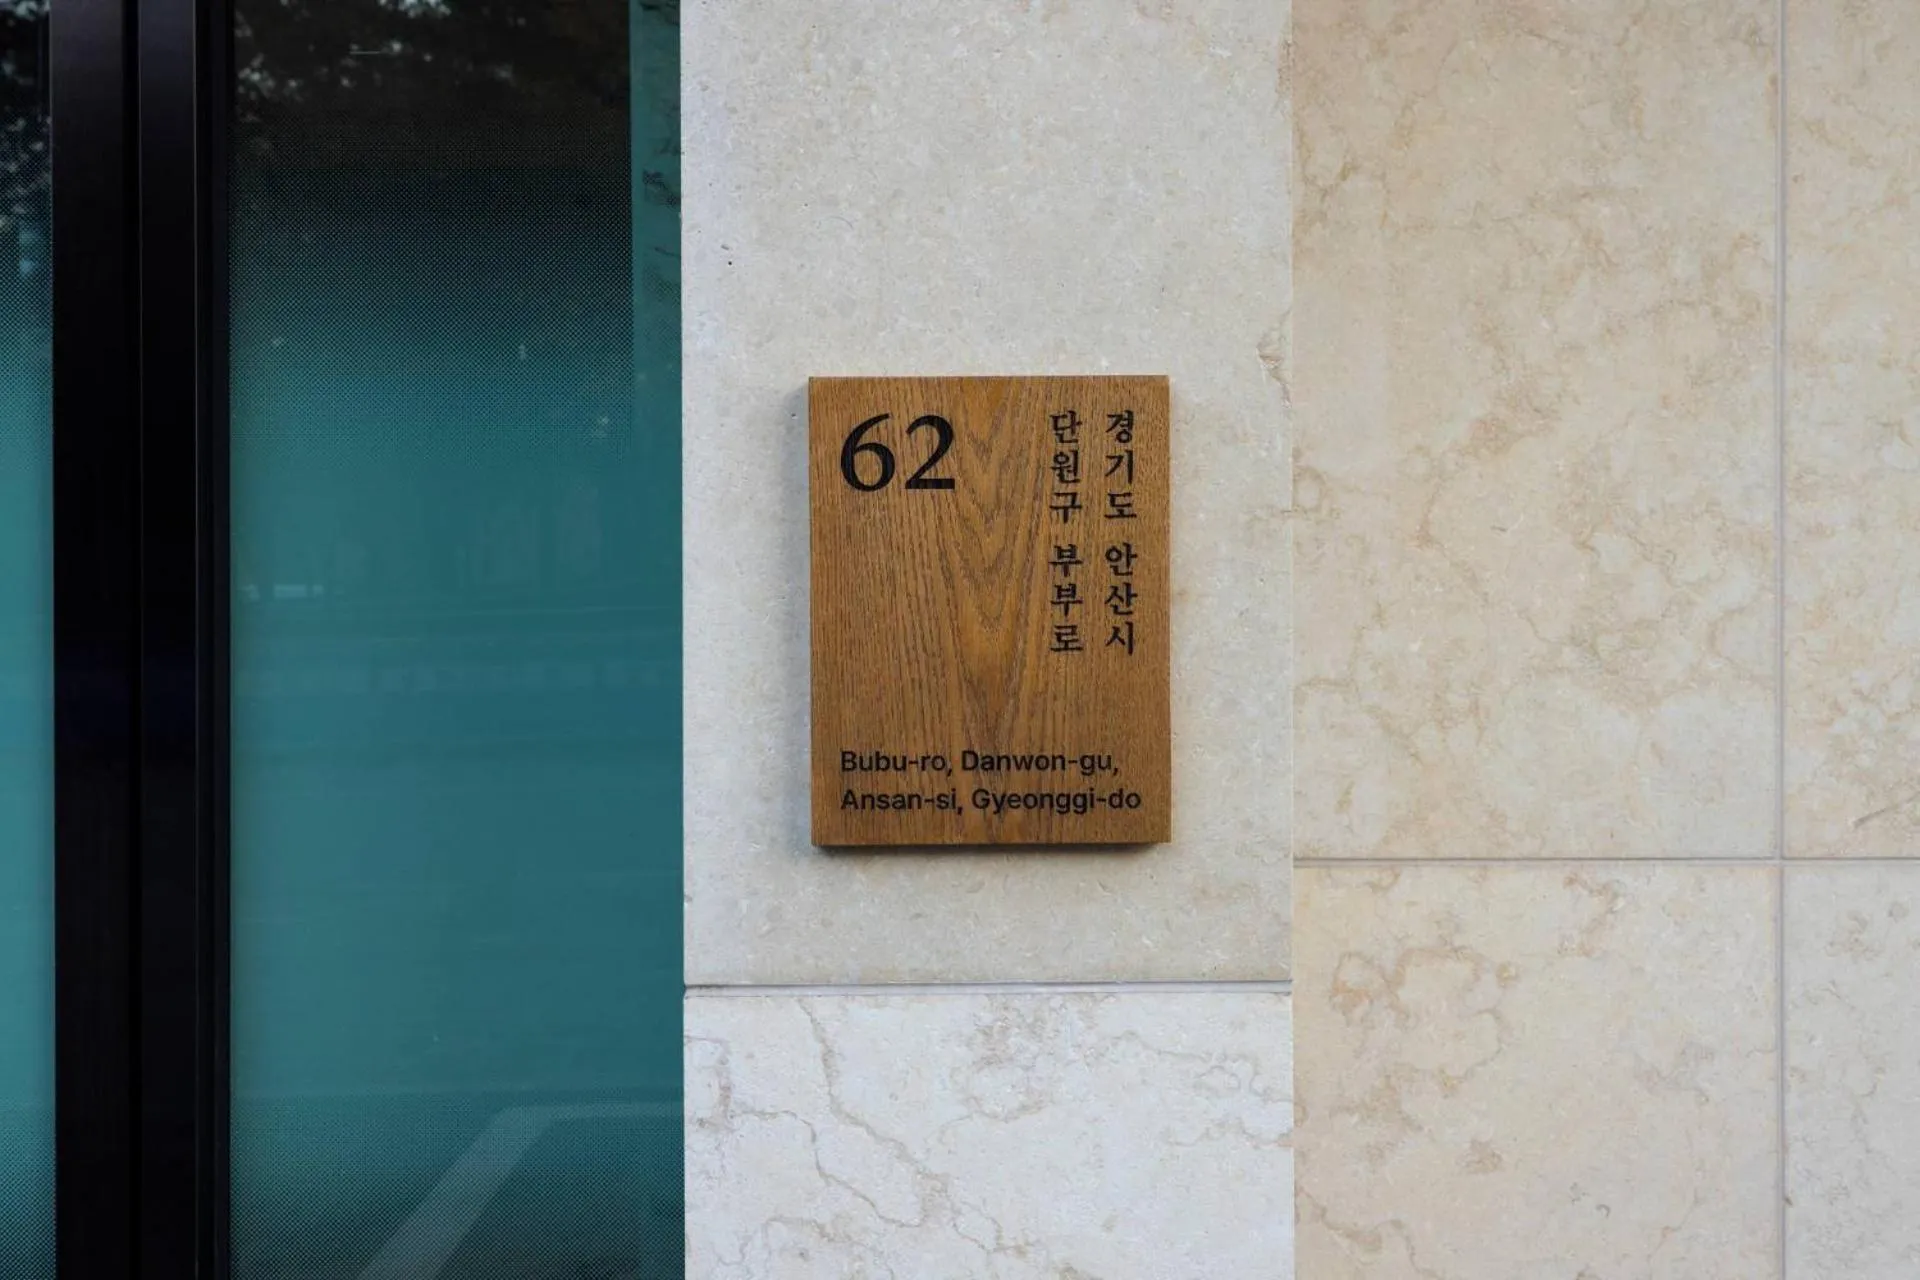 62
경기도 안산시
단원구 부부로
Bubu-ro, Danwon-gu,
Ansan-si, Gyeonggi-do